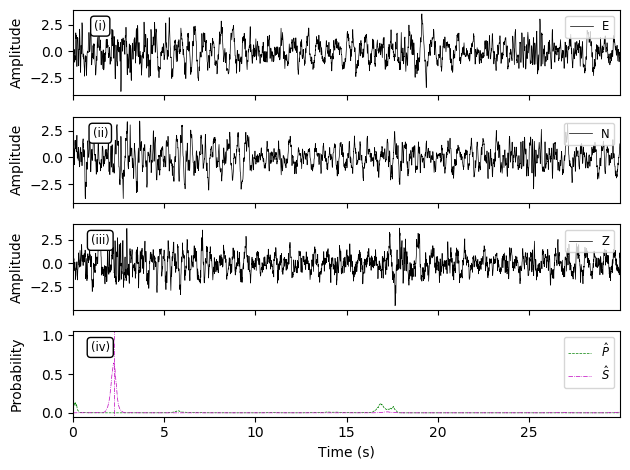 Amplitude
2.5
0.0
−2.5
(i)
E
Amplitude
2.5
0.0
−2.5
(ii)
N
Amplitude
2.5
0.0
−2.5
(iii)
Z
Probability
1.0
0.5
0.0
(iv)
P̂
Ŝ
0 5 10 15 20 25
Time (s)